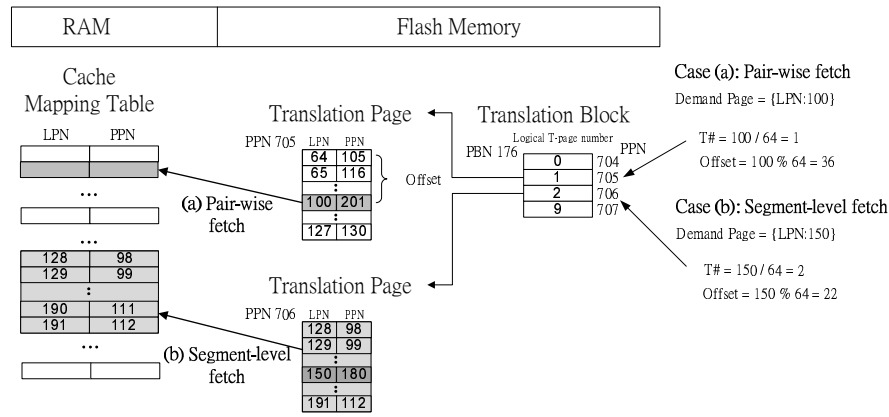 RAM
Flash Memory
Cache
Mapping Table
LPN PPN
...
...
128 98
129 99
:
190 111
191 112
...
(a) Pair-wise
fetch
(b) Segment-level
fetch
Translation Page
PPN 705 LPN PPN
64 105
65 116
:
100 201
:
127 130
Offset
Translation Page
PPN 706 LPN PPN
128 98
129 99
:
150 180
:
191 112
Translation Block
Logical T-page number
PBN 176 PPN
0 704
1 705
2 706
9 707
Case (a): Pair-wise fetch
Demand Page = {LPN:100}
T# = 100 / 64 = 1
Offset = 100 % 64 = 36
Case (b): Segment-level fetch
Demand Page = {LPN:150}
T# = 150 / 64 = 2
Offset = 150 % 64 = 22